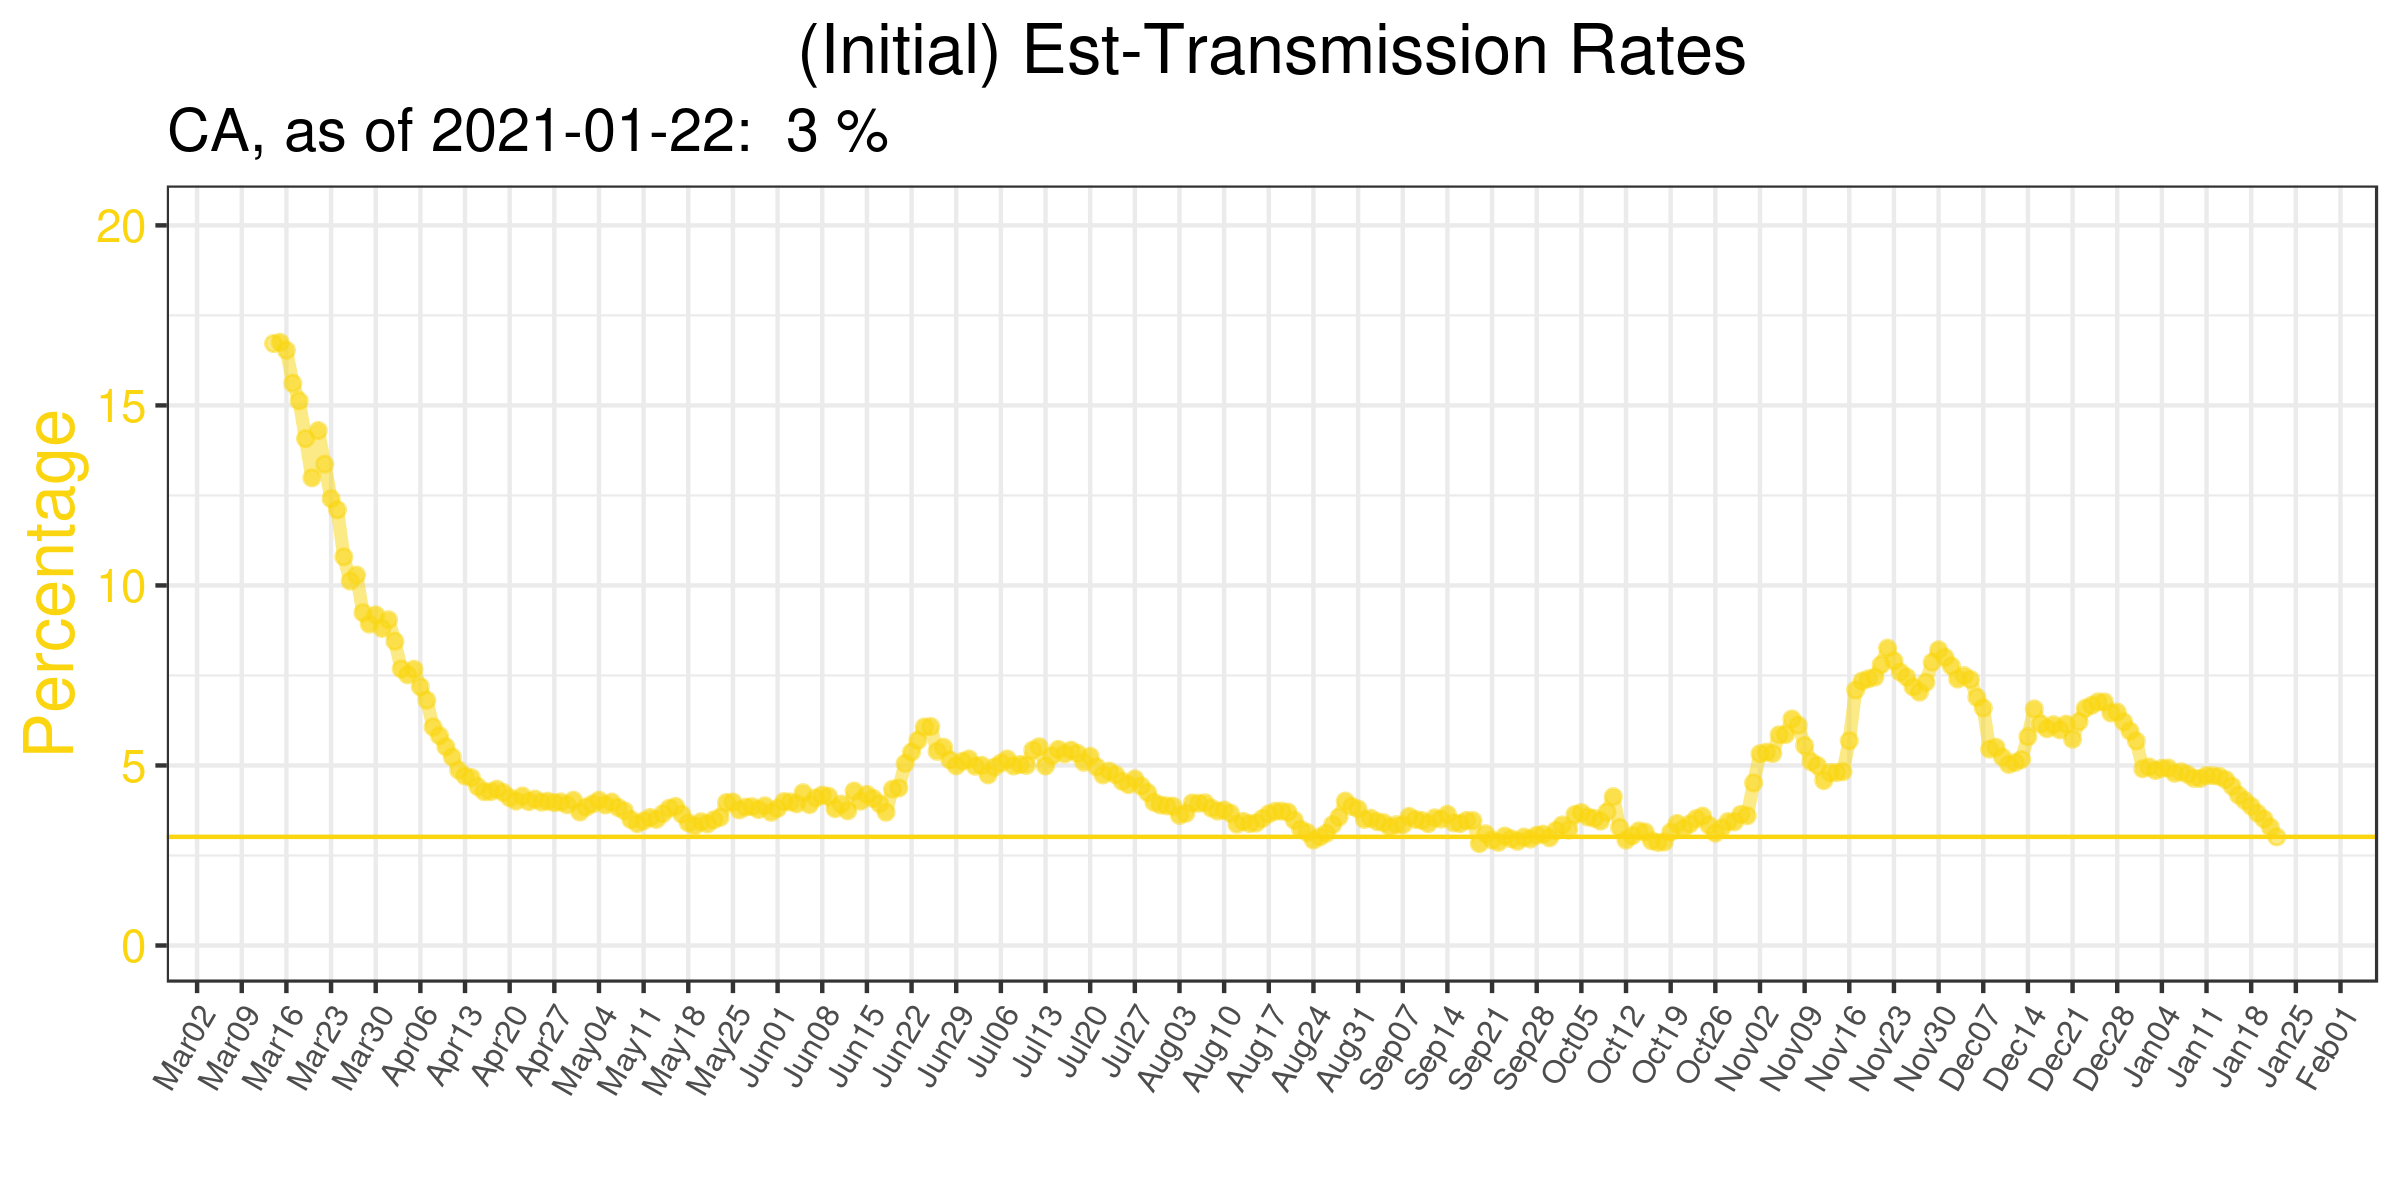 (Initial) Est-Transmission Rates
CA, as of 2021-01-22:  3 %
Percentage
20
15
10
5
0
Mar02 Mar09 Mar16 Mar23 Mar30 Apr06 Apr13 Apr20 Apr27 May04 May11 May18 May25 Jun01 Jun08 Jun15 Jun22 Jun29 Jul06 Jul13 Jul20 Jul27 Aug03 Aug10 Aug17 Aug24 Aug31 Sep07 Sep14 Sep21 Sep28 Oct05 Oct12 Oct19 Oct26 Nov02 Nov09 Nov16 Nov23 Nov30 Dec07 Dec14 Dec21 Dec28 Jan04 Jan11 Jan18 Jan25 Feb01